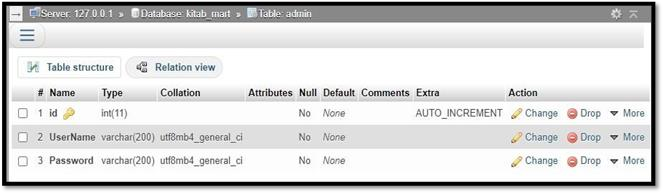 Server: 127.0.0.1 » Database: kitab_mart » Table: admin
Table structure Relation view
# Name Type Collation Attributes Null Default Comments Extra Action
1 id int(11) No None AUTO_INCREMENT Change Drop More
2 UserName varchar(200) utf8mb4_general_ci No None Change Drop More
3 Password varchar(200) utf8mb4_general_ci No None Change Drop More